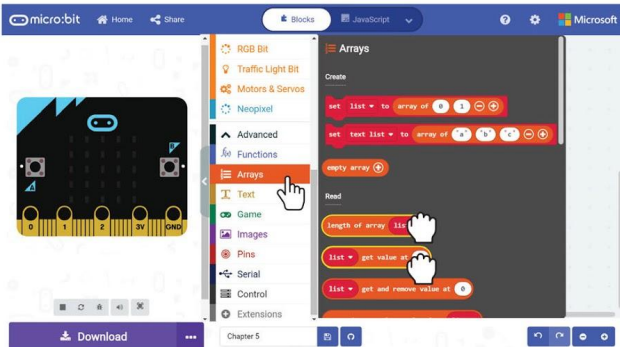 micro:bit
Home
Share
Blocks
JavaScript
?
Microsoft
RGB Bit
Traffic Light Bit
Motors & Servos
Neopixel
Advanced
Functions
Arrays
Text
Game
Images
Pins
Serial
Control
Extensions
Arrays
Create
set list to array of 0 1
set text list to array of "a" "b" "c"
empty array
Read
length of array
list get value at
list get and remove value at 0
B
A
0 1 2 3V GND
Download
Chapter 5